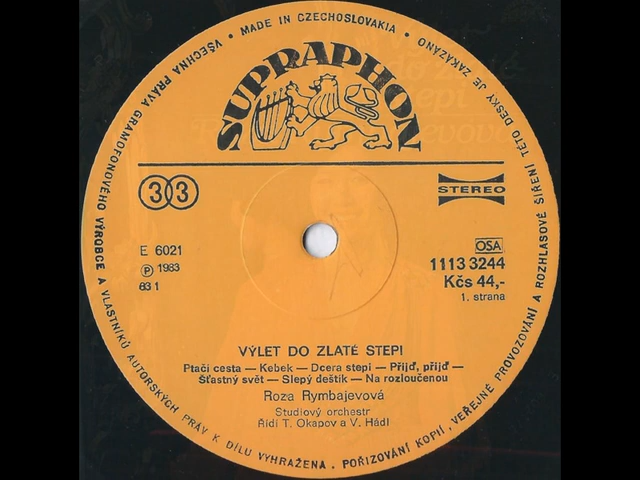 VŠECHNA PRÁVA GRAMOFONOVÉHO VÝROBCE A VLASTNÍKŮ AUTORSKÝCH PRÁV K DÍLU VYHRAŽENA. POŘIZOVÁNÍ KOPIÍ, VEŘEJNÉ PROVOZOVÁNÍ A ROZHLASOVÉ ŠÍŘENÍ TÉTO DESKY JE ZAKÁZÁNO
• MADE IN CZECHOSLOVAKIA •
SUPRAPHON
33
STEREO
E 6021
Ⓟ 1983
83 1
OSA
1113 3244
Kčs 44,-
1. strana
VÝLET DO ZLATÉ STEPI
Ptačí cesta — Kebek — Dcera stepi — Přijď, přijď —
Šťastný svět — Slepý deštík — Na rozloučenou
Roza Rymbajevová
Studiový orchestr
Řídí T. Okapov a V. Hádl